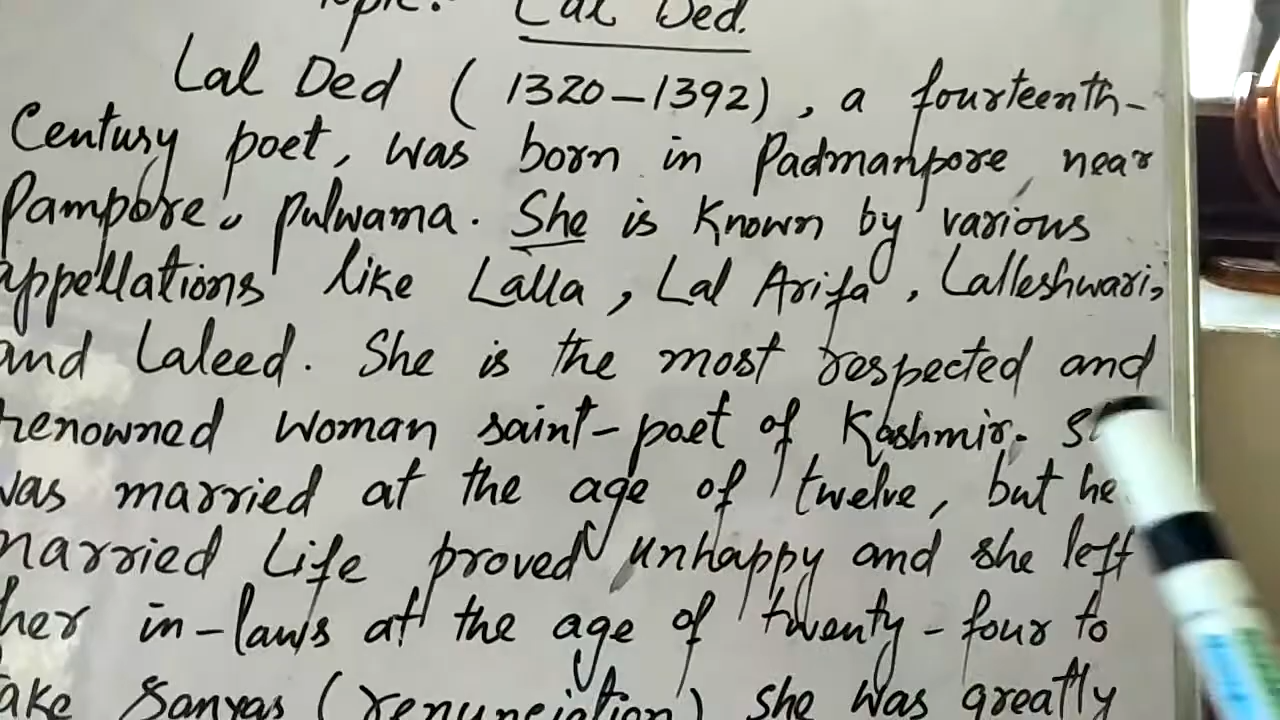 Topic: Lal Ded.
Lal Ded (1320-1392), a fourteenth-
Century poet, was born in Padmanpore near
Pampore, pulwama. She is known by various
appellations like Lalla, Lal Arifa, Lalleshwari,
and Laleed. She is the most respected and
renowned woman saint-poet of Kashmir.
was married at the age of twelve, but he
married Life proved unhappy and she left
her in-laws at the age of twenty-four to
take Sanyas (renunciation) she was greatly